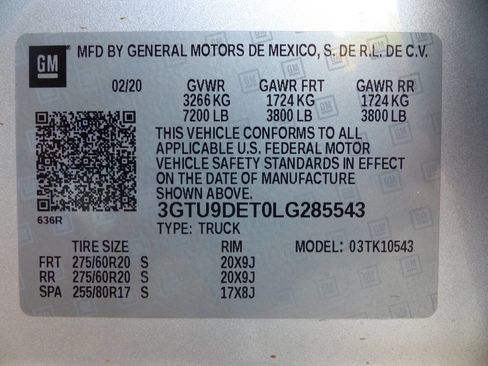 GM MFD BY GENERAL MOTORS DE MEXICO, S. DE R.L. DE C.V.
02/20 GVWR GAWR FRT GAWR RR
3266 KG 1724 KG 1724 KG
7200 LB 3800 LB 3800 LB
THIS VEHICLE CONFORMS TO ALL
APPLICABLE U.S. FEDERAL MOTOR
VEHICLE SAFETY STANDARDS IN EFFECT
ON THE DATE OF MANUFACTURE
SHOWN ABOVE.
636R 3GTU9DET0LG285543
TYPE: TRUCK
TIRE SIZE RIM MODEL: 03TK10543
FRT 275/60R20 S 20X9J
RR 275/60R20 S 20X9J
SPA 255/80R17 S 17X8J